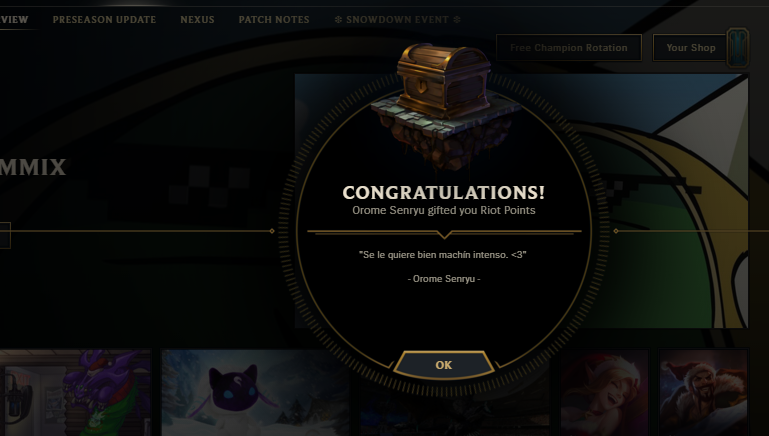 VIEW PRESEASON UPDATE NEXUS PATCH NOTES ❄ SNOWDOWN EVENT ❄
Free Champion Rotation Your Shop
MMIX
CONGRATULATIONS!
Orome Senryu gifted you Riot Points
"Se le quiere bien machín intenso. <3"
- Orome Senryu -
OK